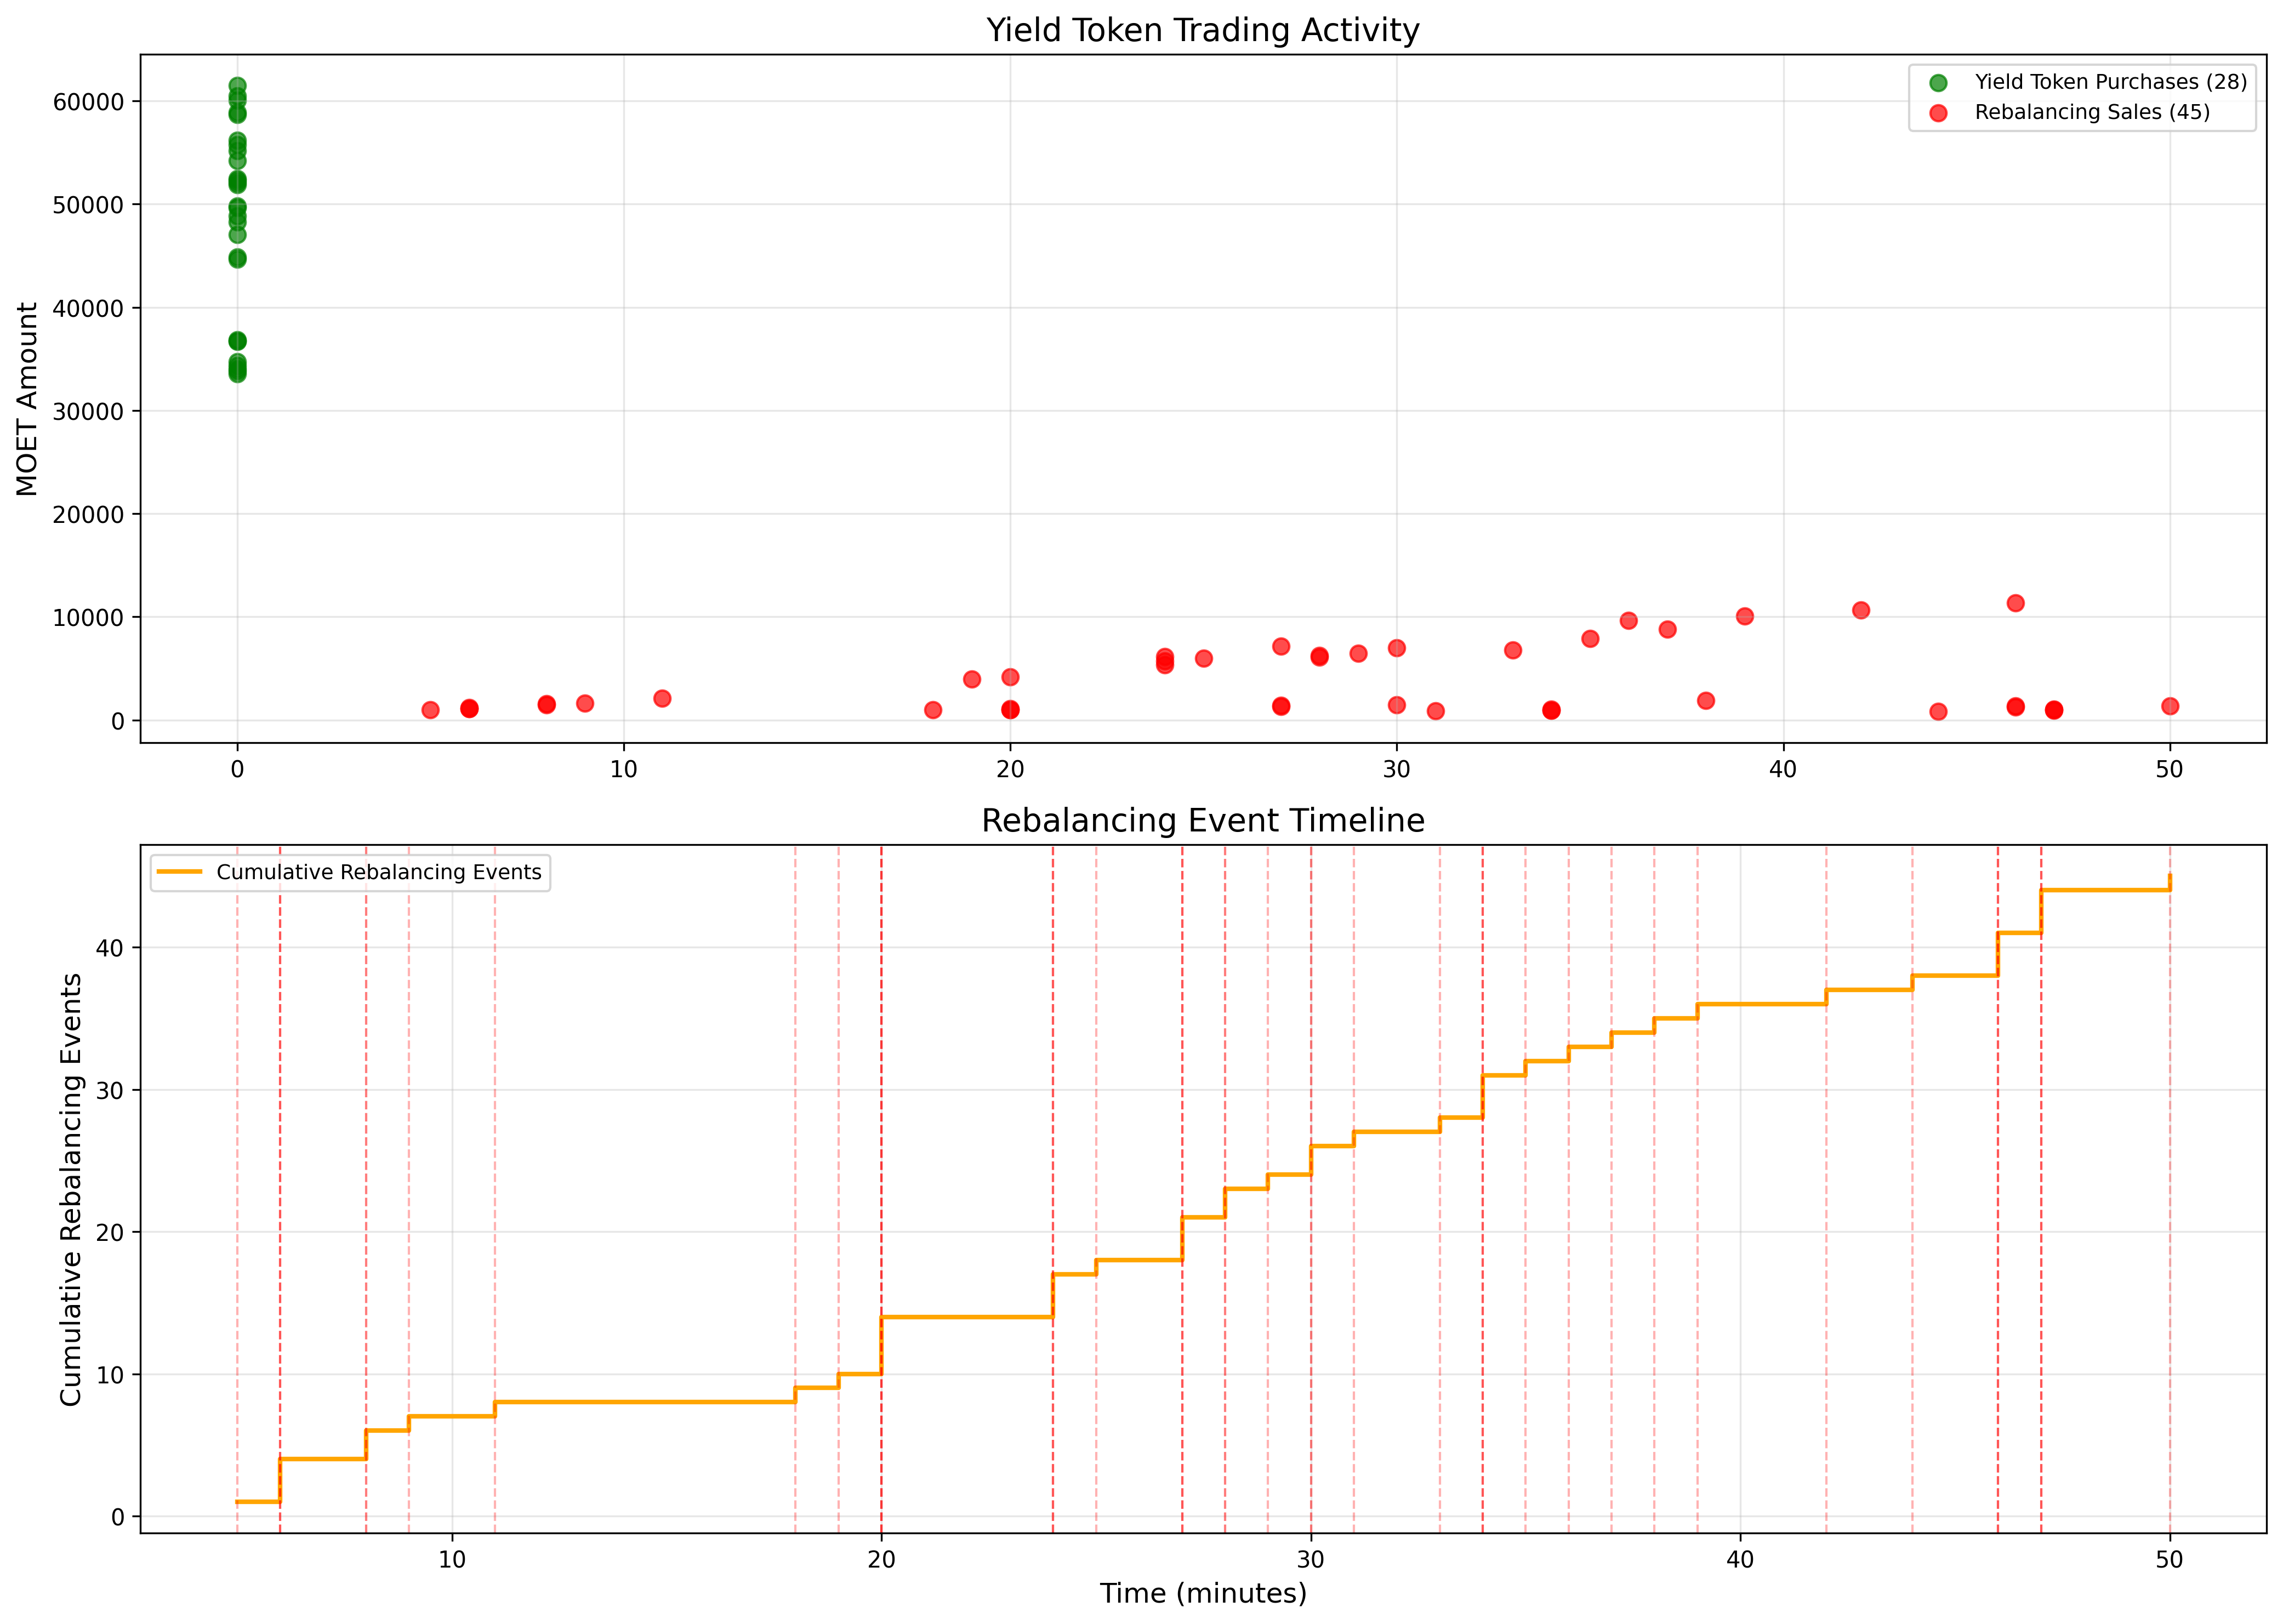 Yield Token Trading Activity
Yield Token Purchases (28)
Rebalancing Sales (45)
MOET Amount
60000
50000
40000
30000
20000
10000
0
0 10 20 30 40 50
Rebalancing Event Timeline
Cumulative Rebalancing Events
Cumulative Rebalancing Events
40
30
20
10
0
10 20 30 40 50
Time (minutes)